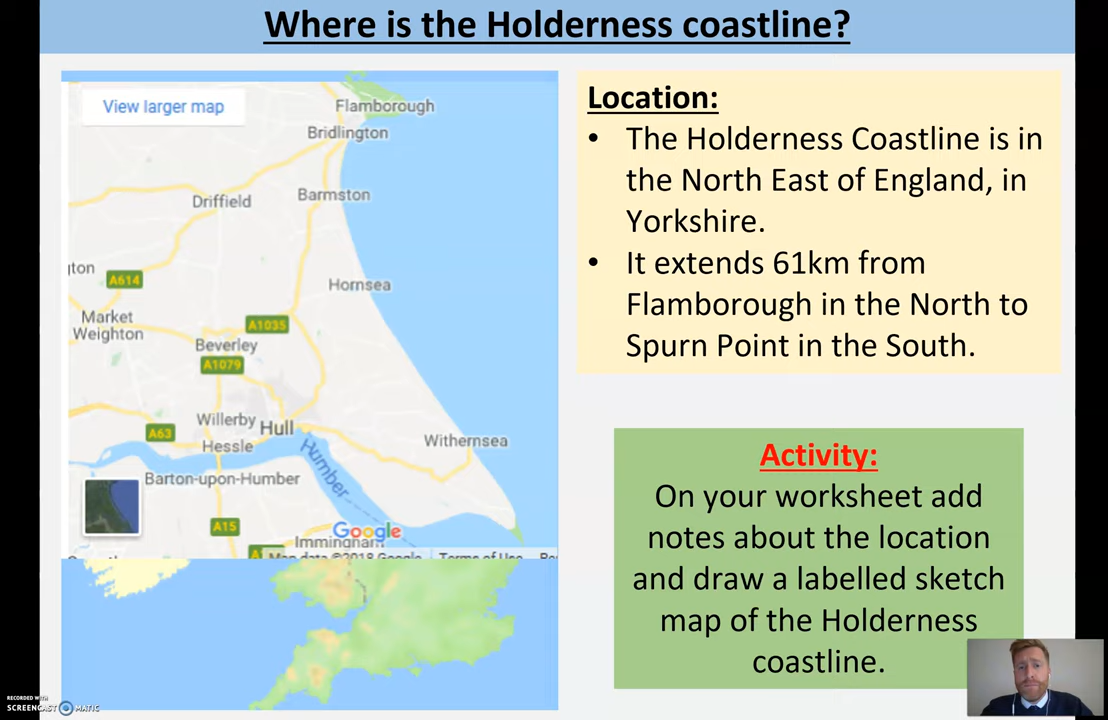 Where is the Holderness coastline?
View larger map
Flamborough
Bridlington
Driffield
Barmston
gton
A614
Hornsea
Market
Weighton
A1035
Beverley
A1079
Willerby
Hull
A63
Hessle
Withernsea
Humber
Barton-upon-Humber
A15
Google
Immingham
Map data ©2018 Google
Terms of Use
Location:
• The Holderness Coastline is in
the North East of England, in
Yorkshire.
• It extends 61km from
Flamborough in the North to
Spurn Point in the South.
Activity:
On your worksheet add
notes about the location
and draw a labelled sketch
map of the Holderness
coastline.
RECORDED WITH
SCREENCAST MATIC